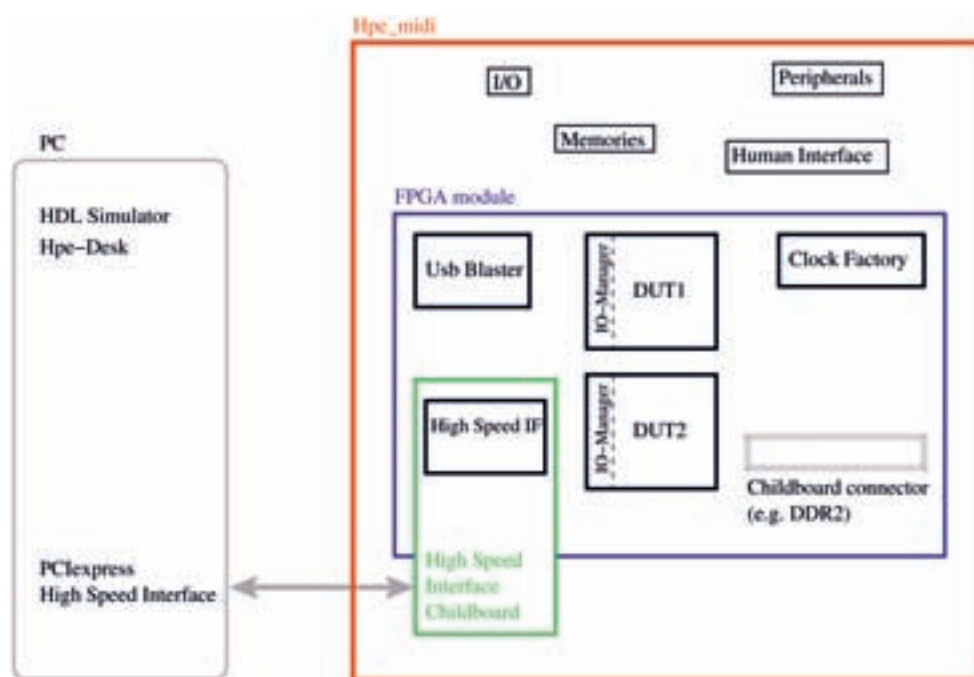 Hpe_midi
I/O
Peripherals
Memories
Human Interface
PC
HDL Simulator
Hpe-Desk
PCIexpress
High Speed Interface
FPGA module
Usb Blaster
IO-Manager
DUT1
Clock Factory
High Speed IF
IO-Manager
DUT2
Childboard connector
(e.g. DDR2)
High Speed
Interface
Childboard